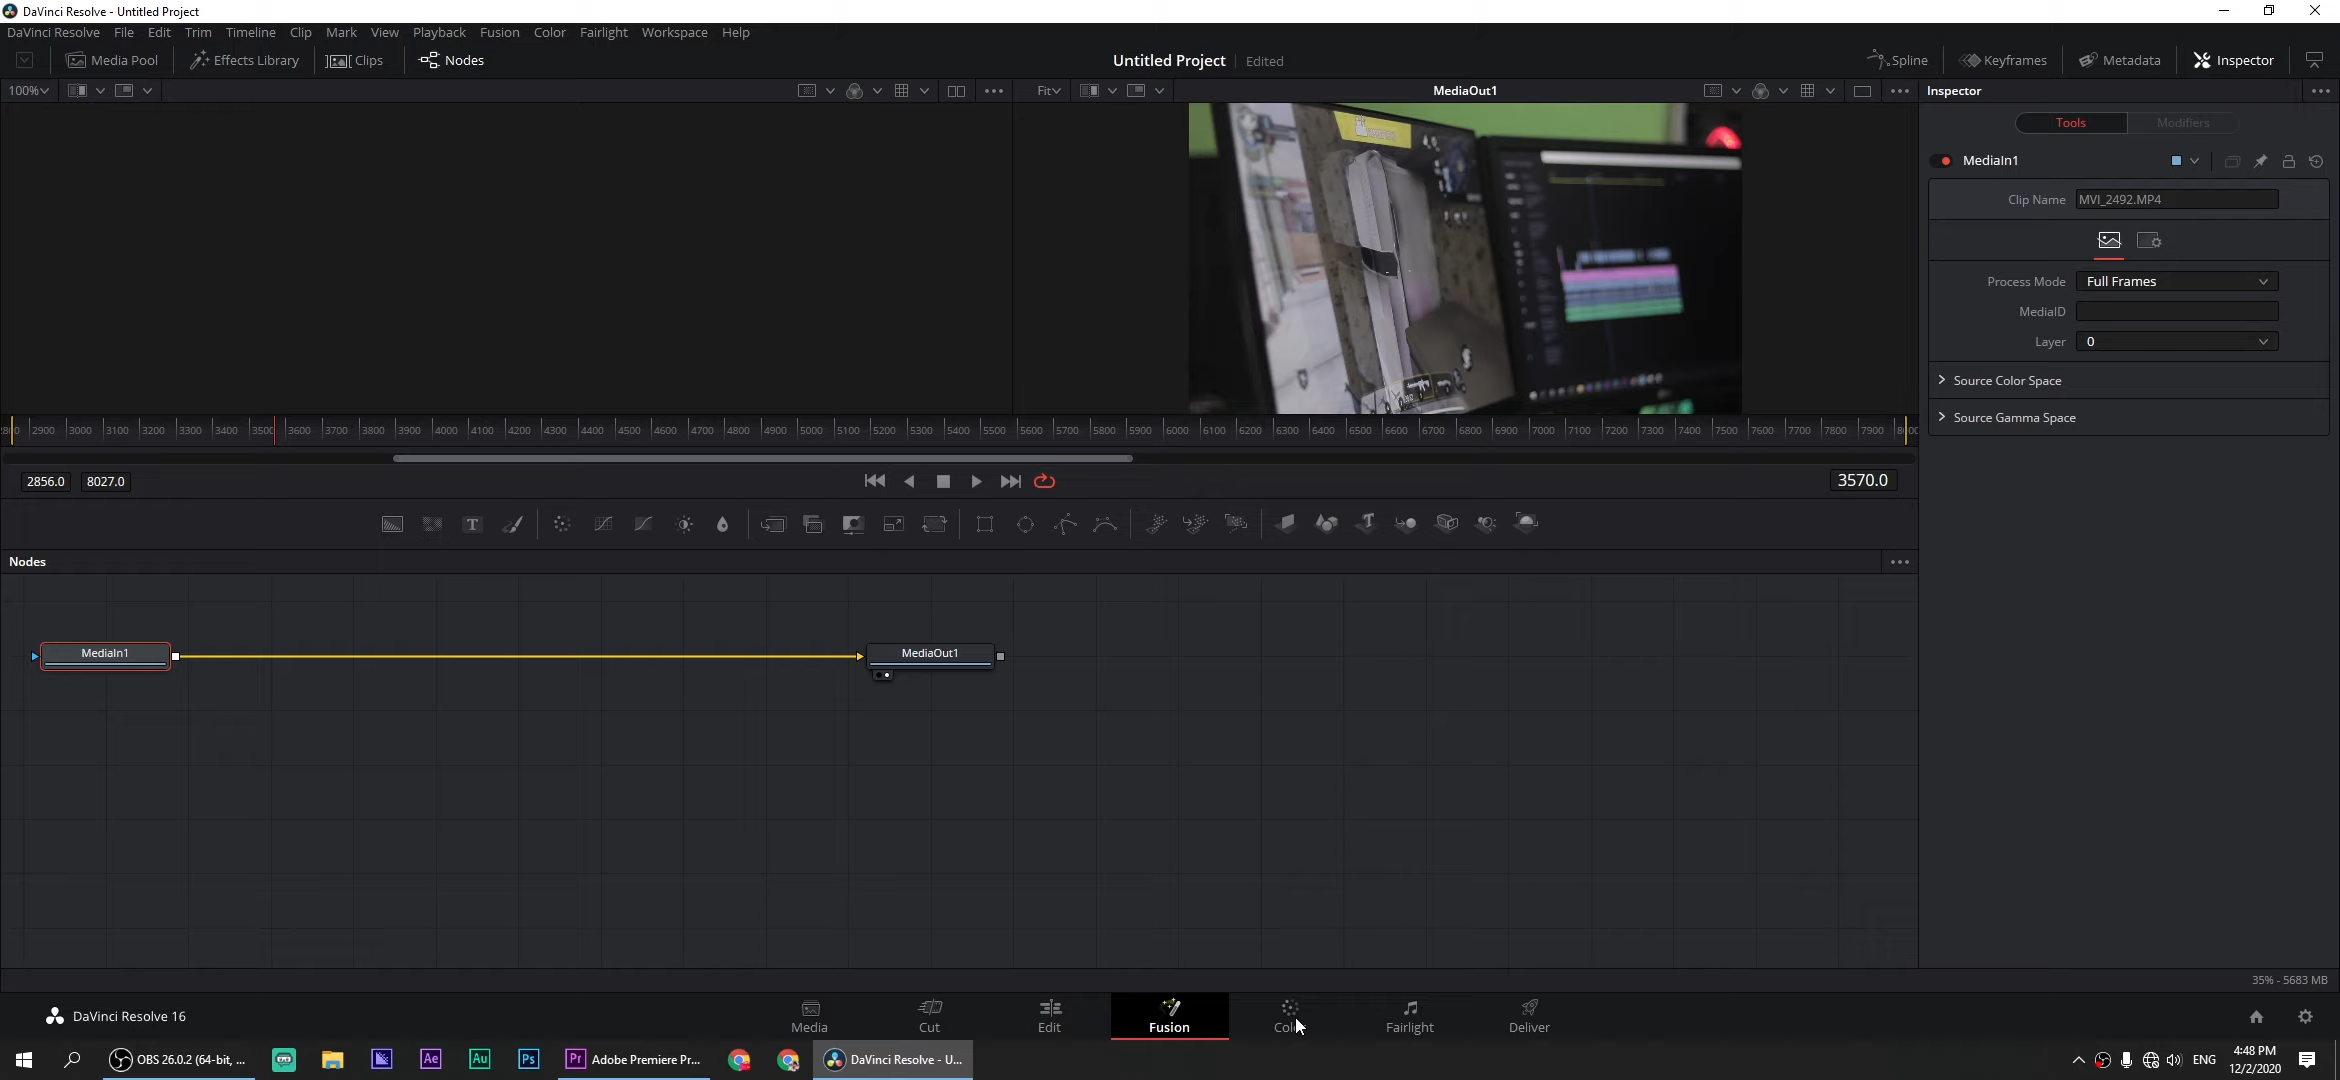 DaVinci Resolve - Untitled Project
DaVinci Resolve File Edit Trim Timeline Clip Mark View Playback Fusion Color Fairlight Workspace Help
Media Pool Effects Library Clips Nodes Untitled Project Edited Spline Keyframes Metadata Inspector
100% Fit MediaOut1 Inspector
Tools Modifiers
MediaIn1
Clip Name MVI_2492.MP4
Process Mode Full Frames
MediaID
Layer 0
Source Color Space
Source Gamma Space
2900 3000 3100 3200 3300 3400 3500 3600 3700 3800 3900 4000 4100 4200 4300 4400 4500 4600 4700 4800 4900 5000 5100 5200 5300 5400 5500 5600 5700 5800 5900 6000 6100 6200 6300 6400 6500 6600 6700 6800 6900 7000 7100 7200 7300 7400 7500 7600 7700 7800 7900
2856.0 8027.0 3570.0
T T
Nodes
MediaIn1 MediaOut1
35% - 5683 MB
DaVinci Resolve 16 Media Cut Edit Fusion Fairlight Deliver
OBS 26.0.2 (64-bit, ... Ae Au Ps Pr Adobe Premiere Pr... DaVinci Resolve - U... ENG 4:48 PM
12/2/2020